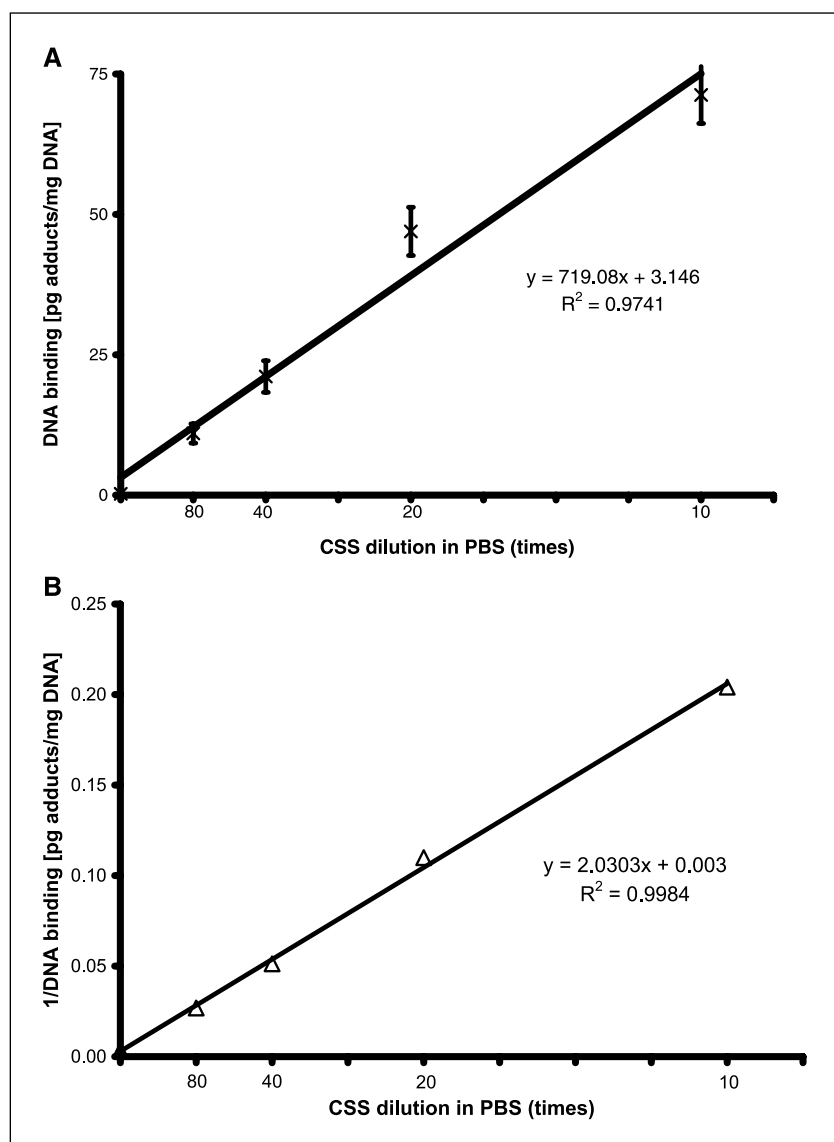 A
75
50
25
0
DNA binding [pg adducts/mg DNA]
y = 719.08x + 3.146
R² = 0.9741
80 40 20 10
CSS dilution in PBS (times)
B
0.25
0.20
0.15
0.10
0.05
0.00
1/DNA binding [pg adducts/mg DNA]
y = 2.0303x + 0.003
R² = 0.9984
80 40 20 10
CSS dilution in PBS (times)